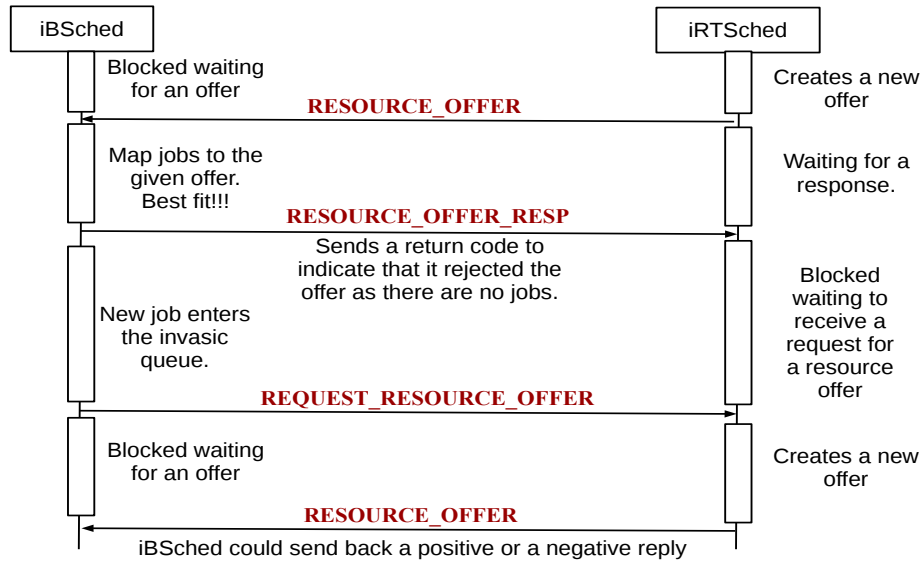 iBSched
iRTSched
Blocked waiting
for an offer
Creates a new
offer
RESOURCE_OFFER
Map jobs to the
given offer.
Best fit!!!
Waiting for a
response.
RESOURCE_OFFER_RESP
Sends a return code to
indicate that it rejected the
offer as there are no jobs.
New job enters
the invasic
queue.
Blocked
waiting to
receive a
request for
a resource
offer
REQUEST_RESOURCE_OFFER
Blocked waiting
for an offer
Creates a new
offer
RESOURCE_OFFER
iBSched could send back a positive or a negative reply